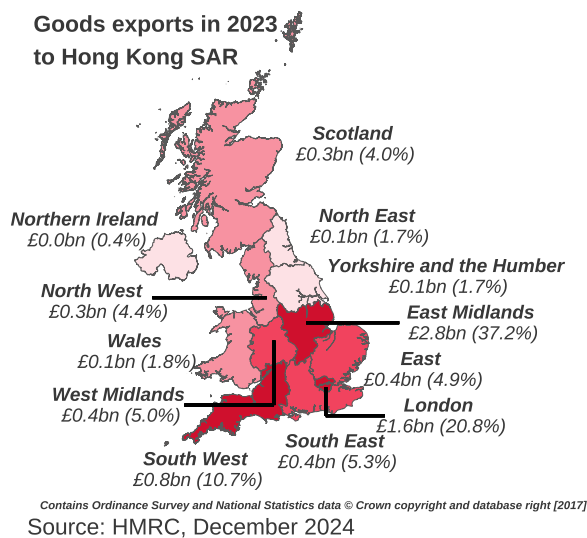 Goods exports in 2023
to Hong Kong SAR
Scotland
£0.3bn (4.0%)
Northern Ireland
£0.0bn (0.4%)
North East
£0.1bn (1.7%)
Yorkshire and the Humber
£0.1bn (1.7%)
North West
£0.3bn (4.4%)
East Midlands
£2.8bn (37.2%)
Wales
£0.1bn (1.8%)
East
£0.4bn (4.9%)
West Midlands
£0.4bn (5.0%)
London
£1.6bn (20.8%)
South East
£0.4bn (5.3%)
South West
£0.8bn (10.7%)
Contains Ordinance Survey and National Statistics data © Crown copyright and database right [2017]
Source: HMRC, December 2024